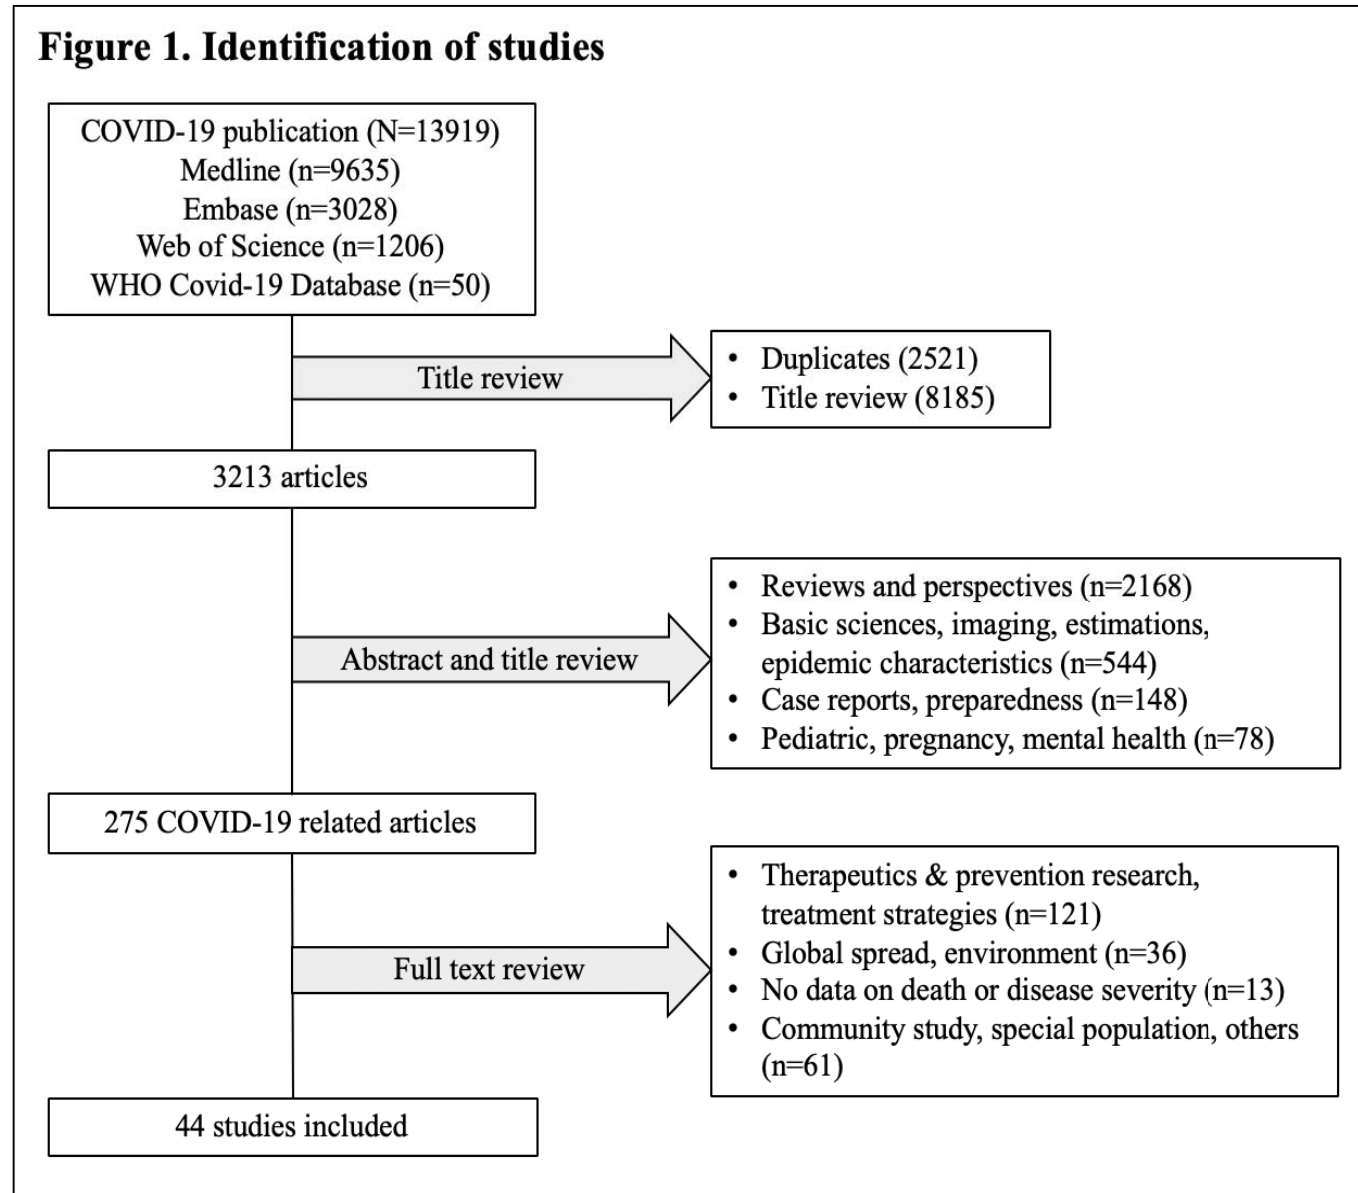 Figure 1. Identification of studies
COVID-19 publication (N=13919)
Medline (n=9635)
Embase (n=3028)
Web of Science (n=1206)
WHO Covid-19 Database (n=50)
Title review
• Duplicates (2521)
• Title review (8185)
3213 articles
Abstract and title review
• Reviews and perspectives (n=2168)
• Basic sciences, imaging, estimations,
epidemic characteristics (n=544)
• Case reports, preparedness (n=148)
• Pediatric, pregnancy, mental health (n=78)
275 COVID-19 related articles
Full text review
• Therapeutics & prevention research,
treatment strategies (n=121)
• Global spread, environment (n=36)
• No data on death or disease severity (n=13)
• Community study, special population, others
(n=61)
44 studies included